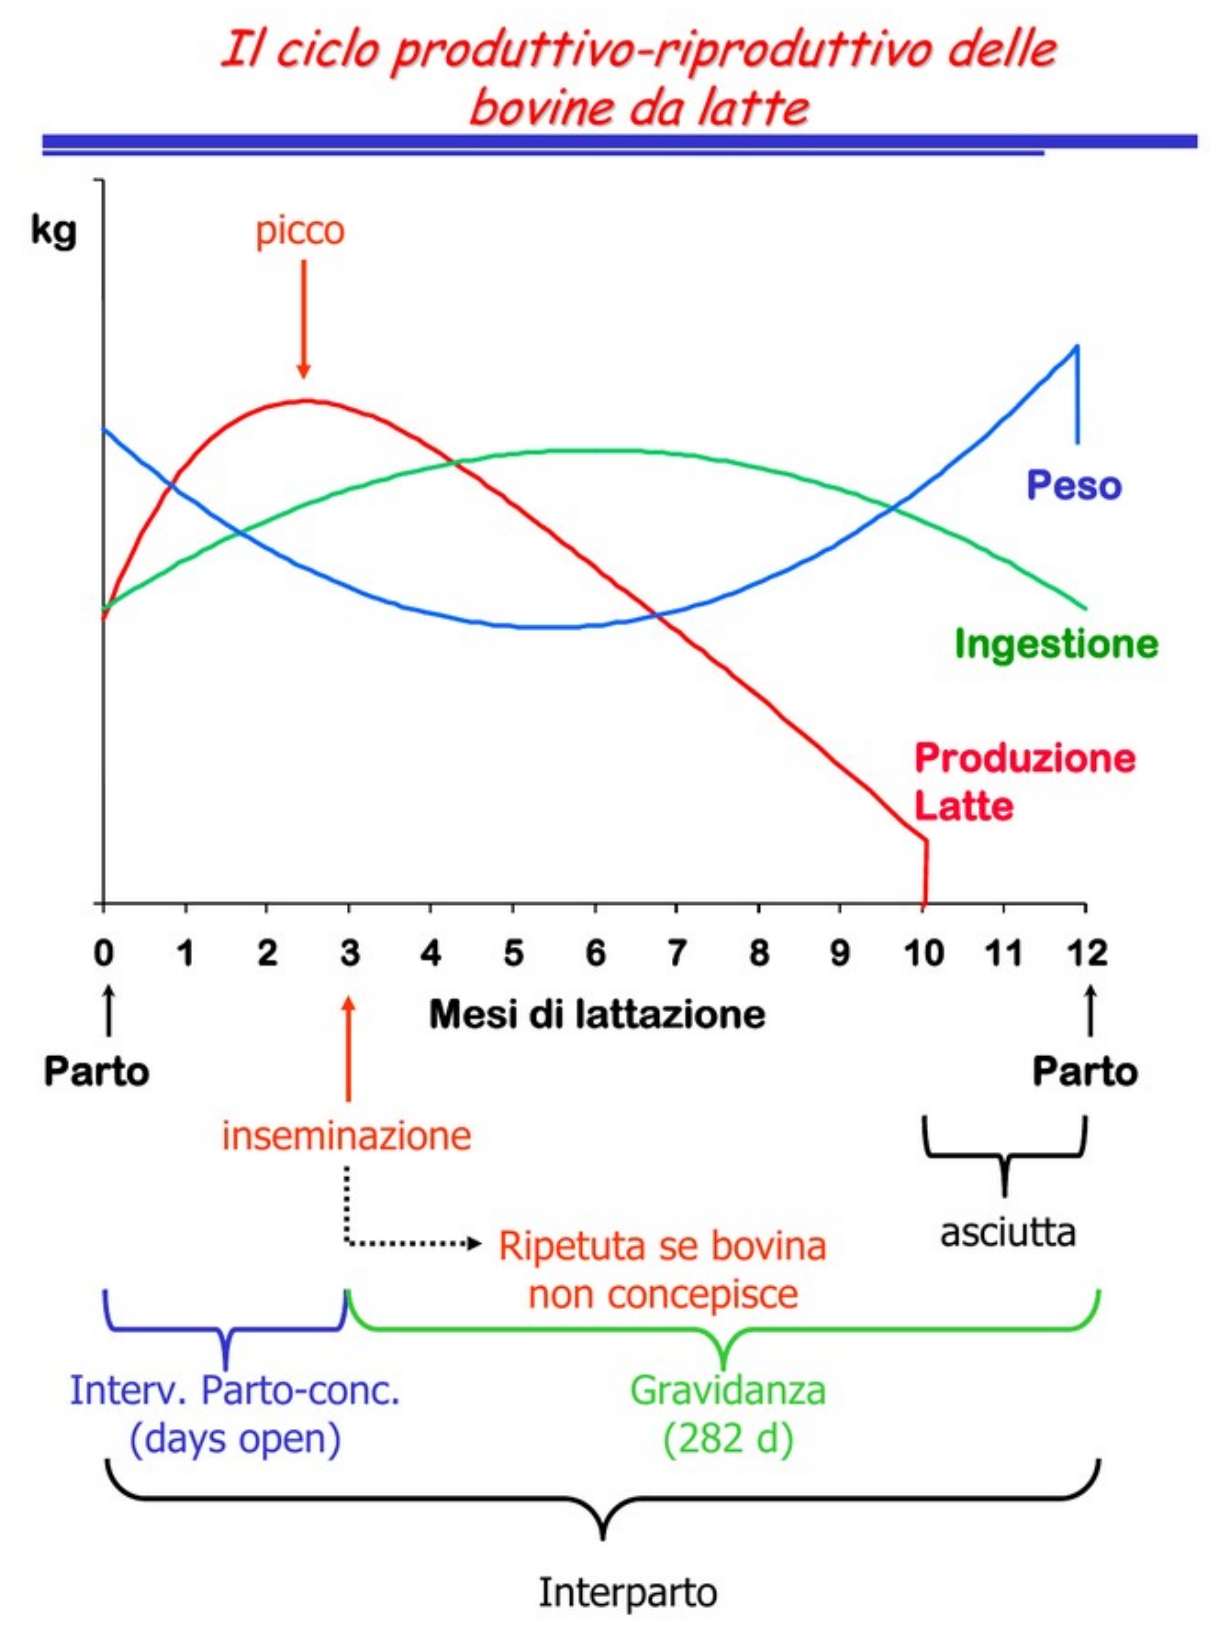 Il ciclo produttivo-riproduttivo delle
bovine da latte
kg
picco
Peso
Ingestione
Produzione
Latte
0 1 2 3 4 5 6 7 8 9 10 11 12
Mesi di lattazione
Parto
Parto
inseminazione
asciutta
Ripetuta se bovina
non concepisce
Interv. Parto-conc.
(days open)
Gravidanza
(282 d)
Interparto